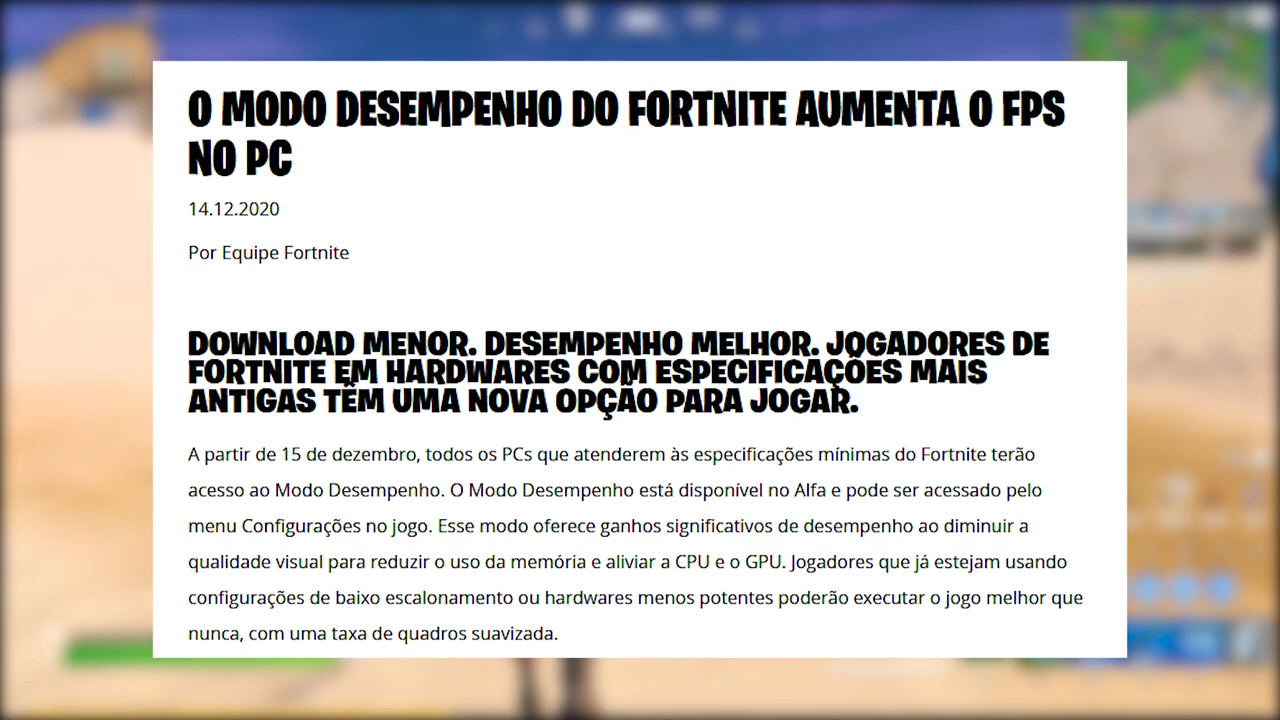 O MODO DESEMPENHO DO FORTNITE AUMENTA O FPS
NO PC
14.12.2020
Por Equipe Fortnite
DOWNLOAD MENOR. DESEMPENHO MELHOR. JOGADORES DE
FORTNITE EM HARDWARES COM ESPECIFICAÇÕES MAIS
ANTIGAS TÊM UMA NOVA OPÇÃO PARA JOGAR.
A partir de 15 de dezembro, todos os PCs que atenderem às especificações mínimas do Fortnite terão
acesso ao Modo Desempenho. O Modo Desempenho está disponível no Alfa e pode ser acessado pelo
menu Configurações no jogo. Esse modo oferece ganhos significativos de desempenho ao diminuir a
qualidade visual para reduzir o uso da memória e aliviar a CPU e o GPU. Jogadores que já estejam usando
configurações de baixo escalonamento ou hardwares menos potentes poderão executar o jogo melhor que
nunca, com uma taxa de quadros suavizada.